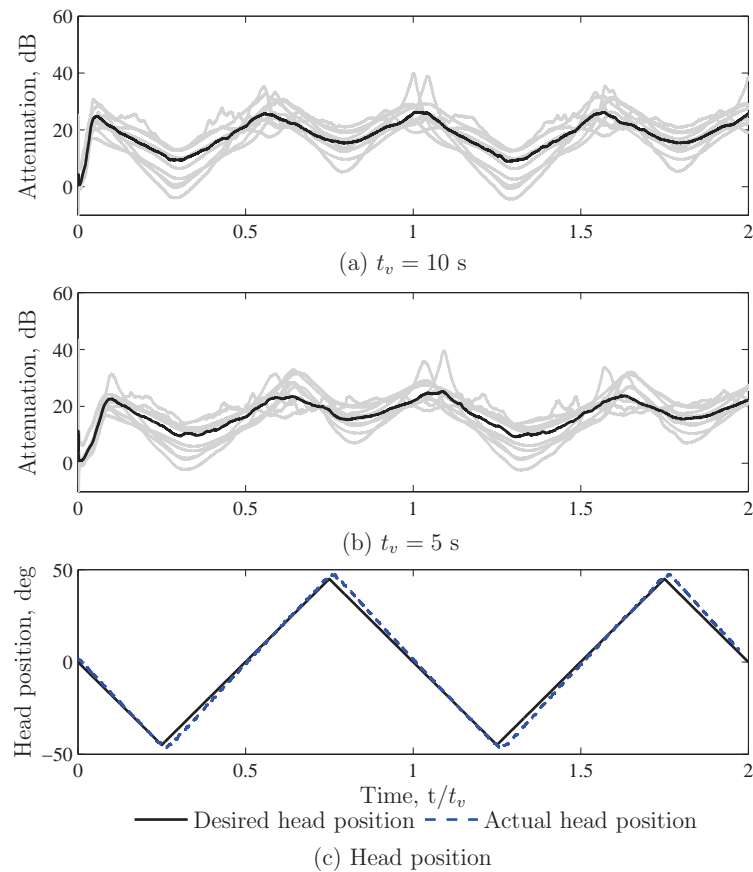 60
40
20
0
Attenuation, dB
0 0.5 1 1.5 2
(a) t_v = 10 s
60
40
20
0
Attenuation, dB
0 0.5 1 1.5 2
(b) t_v = 5 s
50
0
−50
Head position, deg
0 0.5 1 1.5 2
Time, t/t_v
Desired head position Actual head position
(c) Head position